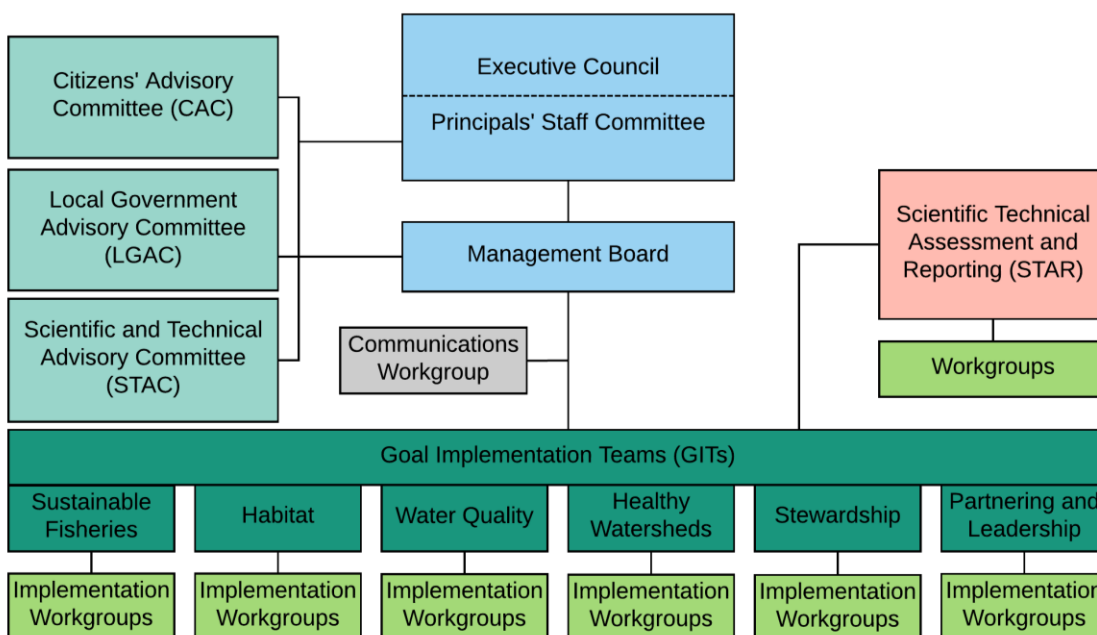 Citizens' Advisory
Committee (CAC)
Executive Council
Principals' Staff Committee
Local Government
Advisory Committee
(LGAC)
Management Board
Scientific Technical
Assessment and
Reporting (STAR)
Scientific and Technical
Advisory Committee
(STAC)
Communications
Workgroup
Workgroups
Goal Implementation Teams (GITs)
Sustainable
Fisheries
Habitat
Water Quality
Healthy
Watersheds
Stewardship
Partnering and
Leadership
Implementation
Workgroups
Implementation
Workgroups
Implementation
Workgroups
Implementation
Workgroups
Implementation
Workgroups
Implementation
Workgroups